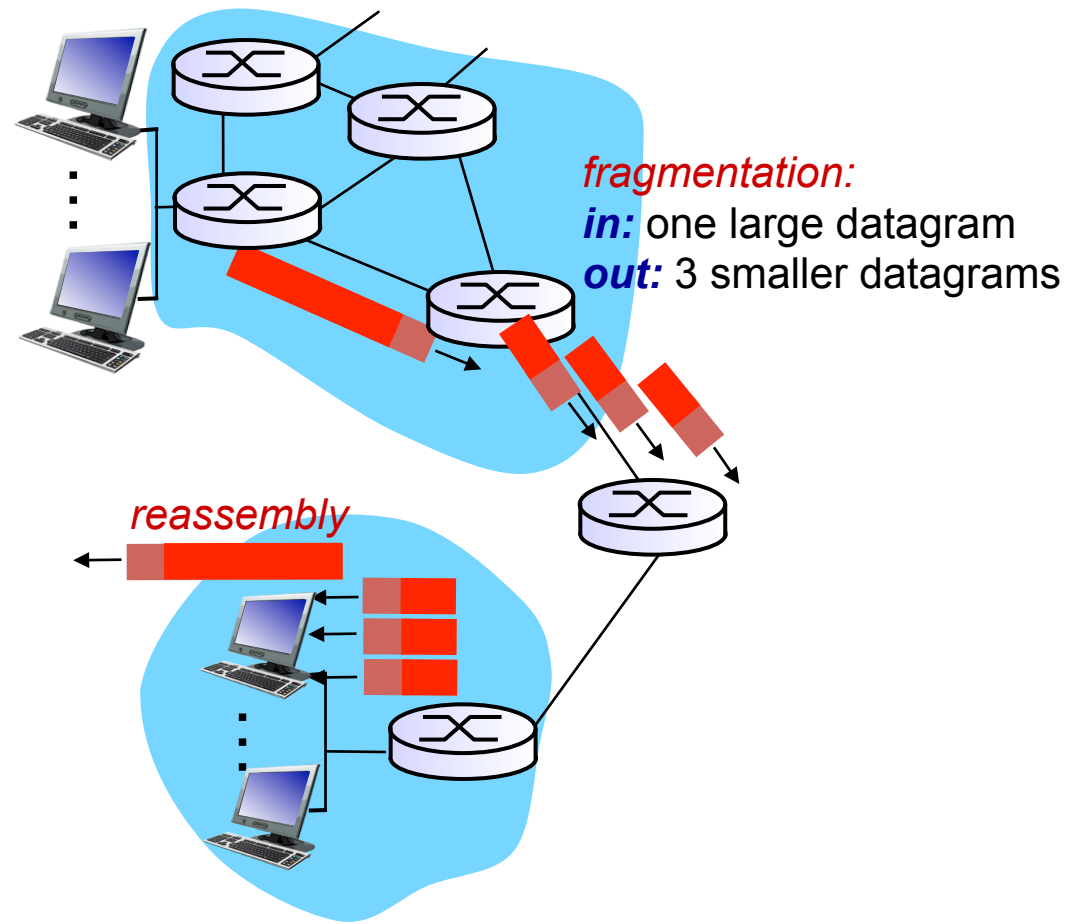 fragmentation:
in: one large datagram
out: 3 smaller datagrams
reassembly